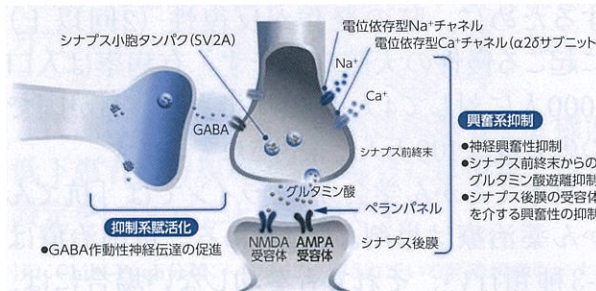 電位依存型Na⁺チャネル
シナプス小胞タンパク(SV2A)
電位依存型Ca⁺チャネル(α2δサブニット
Na⁺
Ca⁺
GABA
シナプス前終末
興奮系抑制
●神経興奮性抑制
●シナプス前終末からの
グルタミン酸遊離抑制
●シナプス後膜の受容体
を介する興奮性の抑制
グルタミン酸
ペランパネル
抑制系賦活化
●GABA作動性神経伝達の促進
NMDA
受容体
AMPA
受容体
シナプス後膜